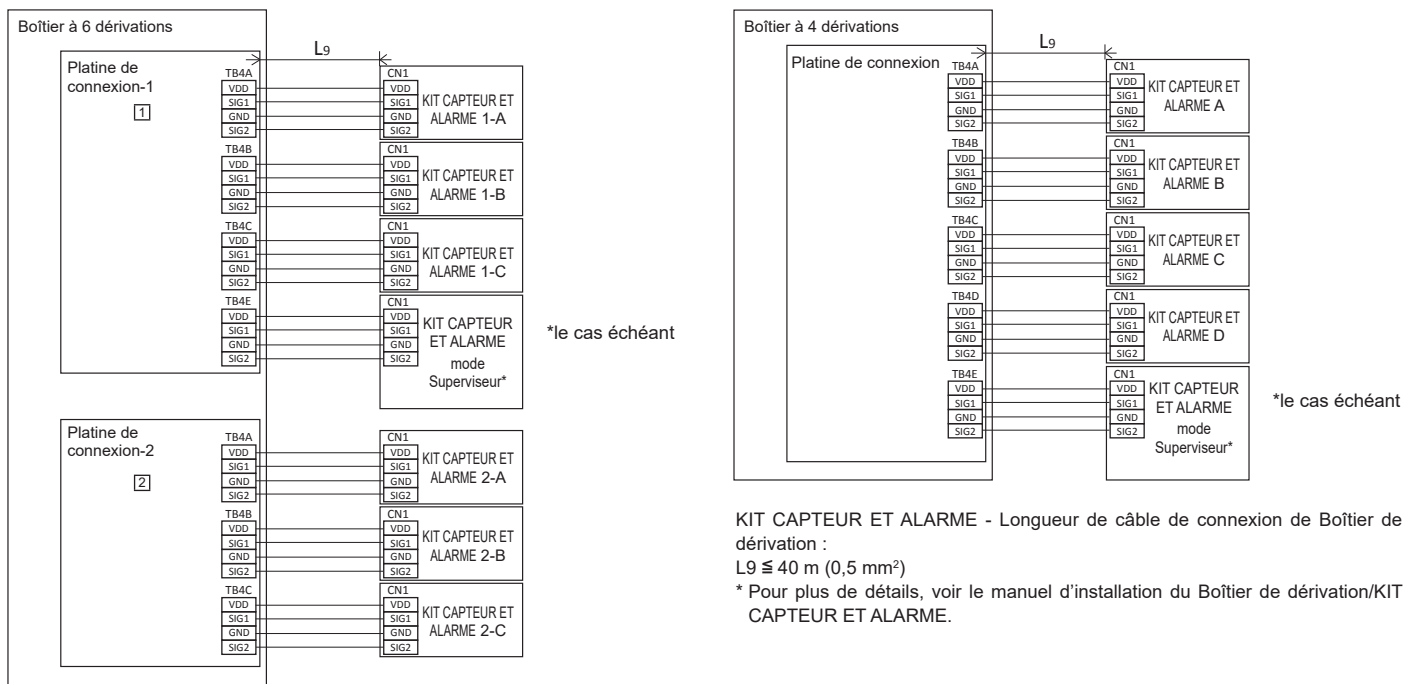 Boîtier à 6 dérivations
L9
Platine de
connexion-1
1
TB4A
VDD
SIG1
GND
SIG2
CN1
VDD
SIG1
GND
SIG2
KIT CAPTEUR ET
ALARME 1-A
TB4B
VDD
SIG1
GND
SIG2
CN1
VDD
SIG1
GND
SIG2
KIT CAPTEUR ET
ALARME 1-B
TB4C
VDD
SIG1
GND
SIG2
CN1
VDD
SIG1
GND
SIG2
KIT CAPTEUR ET
ALARME 1-C
TB4E
VDD
SIG1
GND
SIG2
CN1
VDD
SIG1
GND
SIG2
KIT CAPTEUR
ET ALARME
mode
Superviseur*
*le cas échéant
Platine de
connexion-2
2
TB4A
VDD
SIG1
GND
SIG2
CN1
VDD
SIG1
GND
SIG2
KIT CAPTEUR ET
ALARME 2-A
TB4B
VDD
SIG1
GND
SIG2
CN1
VDD
SIG1
GND
SIG2
KIT CAPTEUR ET
ALARME 2-B
TB4C
VDD
SIG1
GND
SIG2
CN1
VDD
SIG1
GND
SIG2
KIT CAPTEUR ET
ALARME 2-C
Boîtier à 4 dérivations
L9
Platine de connexion
TB4A
VDD
SIG1
GND
SIG2
CN1
VDD
SIG1
GND
SIG2
KIT CAPTEUR ET
ALARME A
TB4B
VDD
SIG1
GND
SIG2
CN1
VDD
SIG1
GND
SIG2
KIT CAPTEUR ET
ALARME B
TB4C
VDD
SIG1
GND
SIG2
CN1
VDD
SIG1
GND
SIG2
KIT CAPTEUR ET
ALARME C
TB4D
VDD
SIG1
GND
SIG2
CN1
VDD
SIG1
GND
SIG2
KIT CAPTEUR ET
ALARME D
TB4E
VDD
SIG1
GND
SIG2
CN1
VDD
SIG1
GND
SIG2
KIT CAPTEUR
ET ALARME
mode
Superviseur*
*le cas échéant
KIT CAPTEUR ET ALARME - Longueur de câble de connexion de Boîtier de
dérivation :
L9 ≦ 40 m (0,5 mm²)
* Pour plus de détails, voir le manuel d'installation du Boîtier de dérivation/KIT
CAPTEUR ET ALARME.